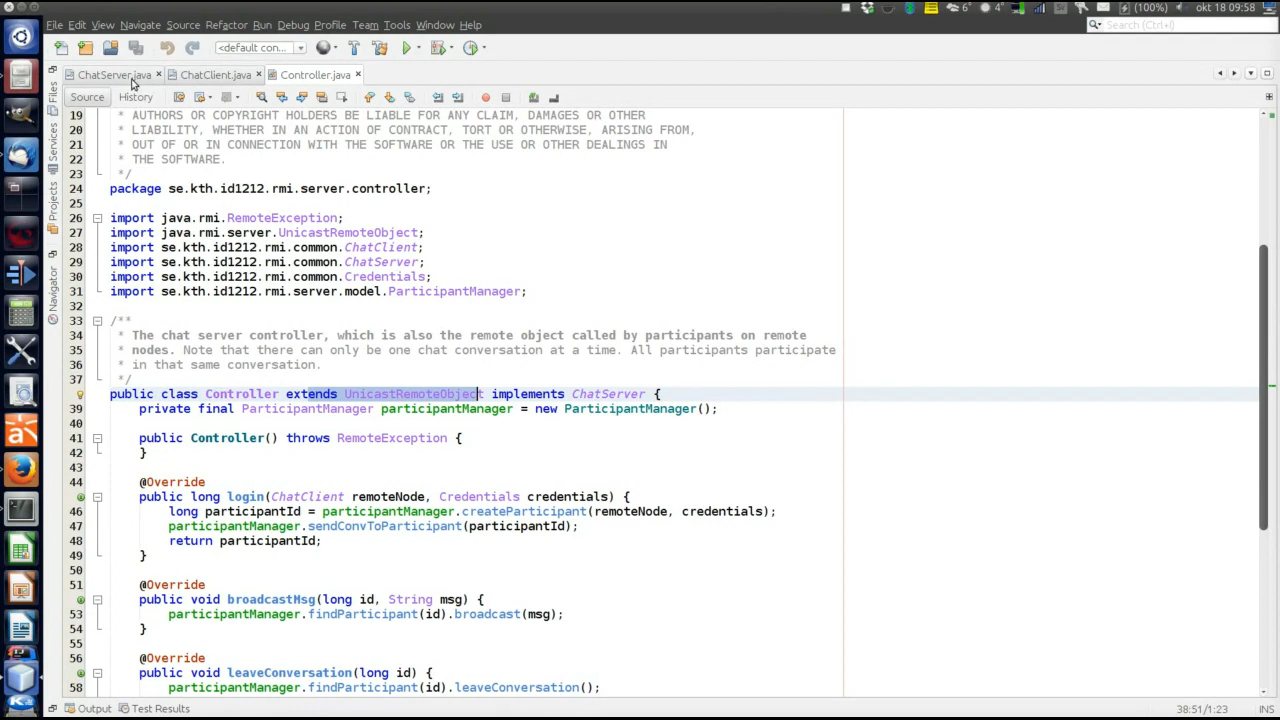 6° 4° (100%) okt 18 09:58
File Edit View Navigate Source Refactor Run Debug Profile Team Tools Window Help
Search (Ctrl+I)
<default con...
ChatServer.java ChatClient.java Controller.java
Source History
Files
Services
Projects
Navigator
19 * AUTHORS OR COPYRIGHT HOLDERS BE LIABLE FOR ANY CLAIM, DAMAGES OR OTHER
20 * LIABILITY, WHETHER IN AN ACTION OF CONTRACT, TORT OR OTHERWISE, ARISING FROM,
21 * OUT OF OR IN CONNECTION WITH THE SOFTWARE OR THE USE OR OTHER DEALINGS IN
22 * THE SOFTWARE.
23 */
24 package se.kth.id1212.rmi.server.controller;
25
26 import java.rmi.RemoteException;
27 import java.rmi.server.UnicastRemoteObject;
28 import se.kth.id1212.rmi.common.ChatClient;
29 import se.kth.id1212.rmi.common.ChatServer;
30 import se.kth.id1212.rmi.common.Credentials;
31 import se.kth.id1212.rmi.server.model.ParticipantManager;
32
33 /**
34 * The chat server controller, which is also the remote object called by participants on remote
35 * nodes. Note that there can only be one chat conversation at a time. All participants participate
36 * in that same conversation.
37 */
public class Controller extends UnicastRemoteObject implements ChatServer {
39 private final ParticipantManager participantManager = new ParticipantManager();
40
41 public Controller() throws RemoteException {
42 }
43
44 @Override
public long login(ChatClient remoteNode, Credentials credentials) {
46 long participantId = participantManager.createParticipant(remoteNode, credentials);
47 participantManager.sendConvToParticipant(participantId);
48 return participantId;
49 }
50
51 @Override
public void broadcastMsg(long id, String msg) {
53 participantManager.findParticipant(id).broadcast(msg);
54 }
55
56 @Override
public void leaveConversation(long id) {
58 participantManager.findParticipant(id).leaveConversation();
Output Test Results
38:51/1:23 INS